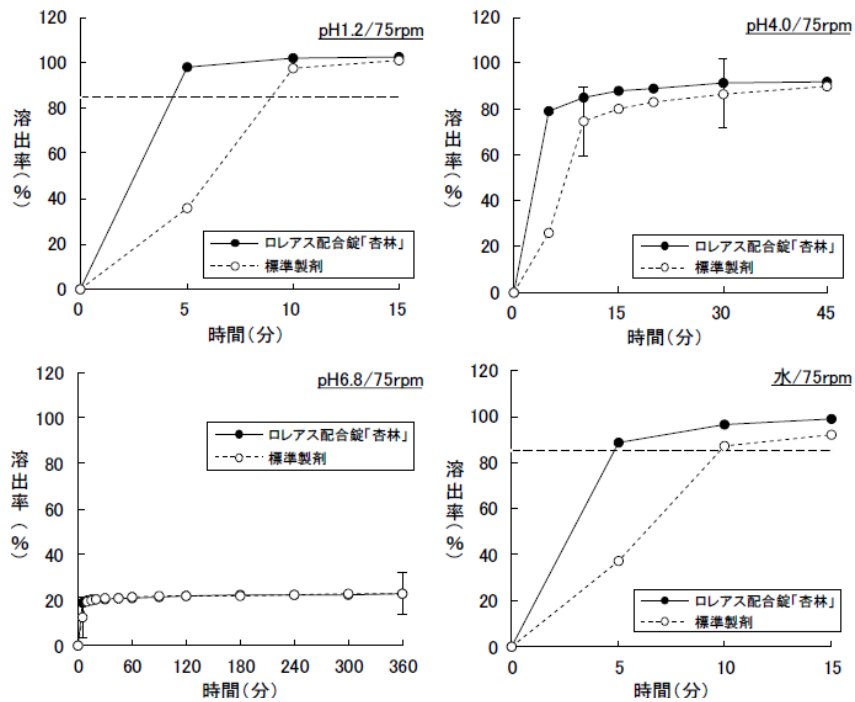 pH1.2/75rpm
120
100
80
60
40
20
0
溶出率(%)
ロレアス配合錠「杏林」
標準製剤
0 5 10 15
時間(分)
pH4.0/75rpm
120
100
80
60
40
20
0
溶出率(%)
ロレアス配合錠「杏林」
標準製剤
0 15 30 45
時間(分)
pH6.8/75rpm
120
100
80
60
40
20
0
溶出率(%)
ロレアス配合錠「杏林」
標準製剤
0 60 120 180 240 300 360
時間(分)
水/75rpm
120
100
80
60
40
20
0
溶出率(%)
ロレアス配合錠「杏林」
標準製剤
0 5 10 15
時間(分)